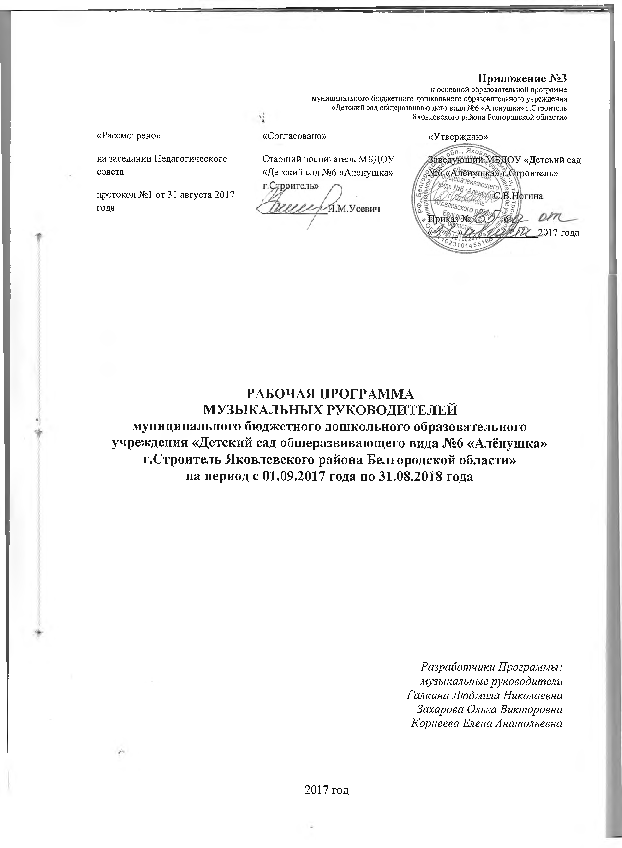 Приложение №3
к основной образовательной программе
муниципального бюджетного дошкольного образовательного учреждения
«Детский сад общеразвивающего вида №6 «Алёнушка» г.Строитель
Яковлевского района Белгородской области»
«Рассмотрено»
на заседании Педагогического
совета
протокол №1 от 31 августа 2017
года
«Согласовано»
Старший воспитатель МБДОУ
«Детский сад №6 «Алёнушка»
г.Строитель»
И.М.Усевич
«Утверждаю»
Заведующий МБДОУ «Детский сад
№6 «Алёнушка» г.Строитель»
С.В.Нотина
Приказ № от
августа 2017 года
РАБОЧАЯ ПРОГРАММА
МУЗЫКАЛЬНЫХ РУКОВОДИТЕЛЕЙ
муниципального бюджетного дошкольного образовательного
учреждения «Детский сад общеразвивающего вида №6 «Алёнушка»
г.Строитель Яковлевского района Белгородской области»
на период с 01.09.2017 года по 31.08.2018 года
Разработчики Программы:
музыкальные руководители
Галкина Людмила Николаевна
Захарова Ольга Викторовна
Корнеева Елена Анатольевна
2017 год